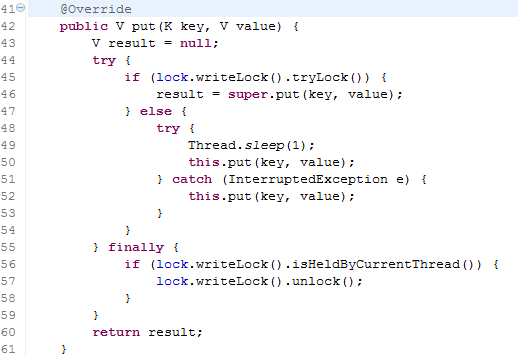 41 @Override
42 public V put(K key, V value) {
43 V result = null;
44 try {
45 if (lock.writeLock().tryLock()) {
46 result = super.put(key, value);
47 } else {
48 try {
49 Thread.sleep(1);
50 this.put(key, value);
51 } catch (InterruptedException e) {
52 this.put(key, value);
53 }
54 }
55 } finally {
56 if (lock.writeLock().isHeldByCurrentThread()) {
57 lock.writeLock().unlock();
58 }
59 }
60 return result;
61 }